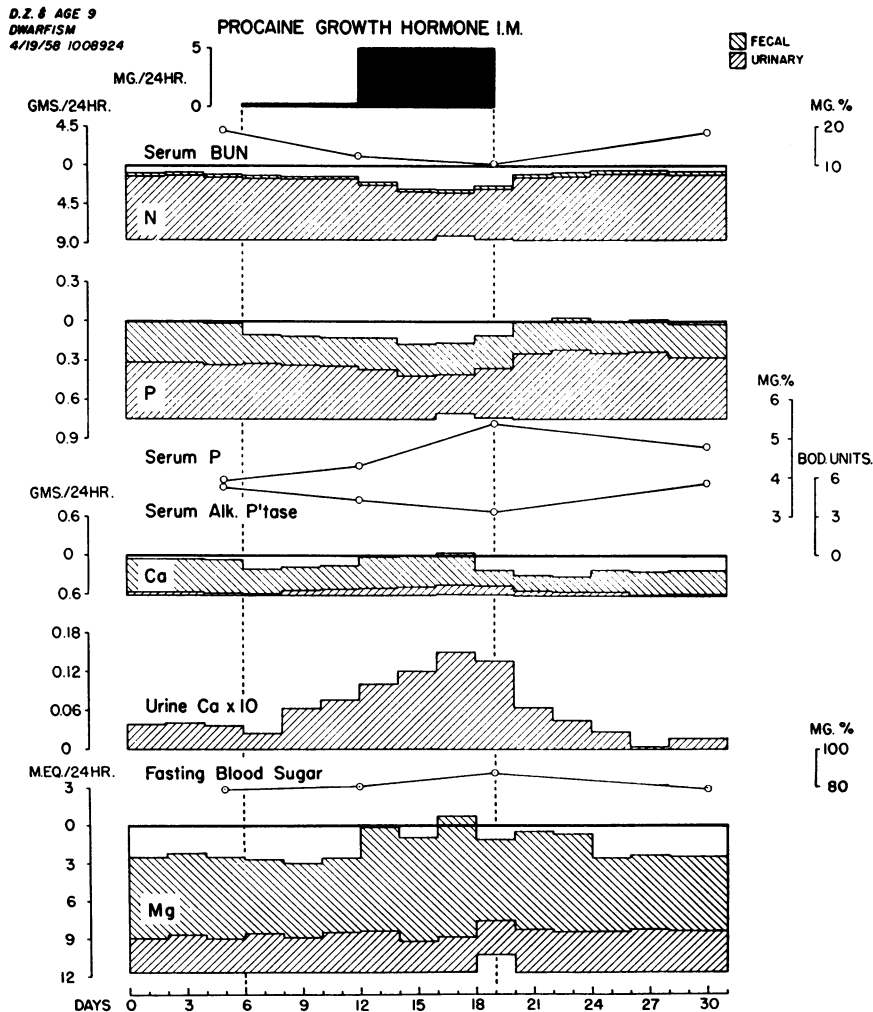 D.Z. ♂ AGE 9
DWARFISM
4/19/58 1008924
PROCAINE GROWTH HORMONE I.M.
FECAL
URINARY
5
MG./24HR.
0
GMS./24HR.
MG. %
4.5
20
Serum BUN
0
10
4.5
N
9.0
0.3
0
0.3
P
0.6
0.9
MG.%
6
5
4
3
Serum P
BOD. UNITS.
6
3
0
GMS./24HR.
Serum Alk. P'tase
0.6
0
Ca
0.6
0.18
0.12
Urine Ca x 10
0.06
0
MG. %
100
80
M.EQ./24HR.
Fasting Blood Sugar
3
0
3
6
Mg
9
12
DAYS 0 3 6 9 12 15 18 21 24 27 30